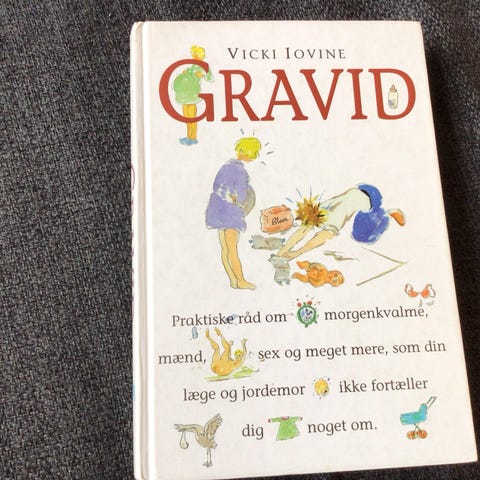 VICKI IOVINE
GRAVID
Bleer
Praktiske råd om morgenkvalme,
mænd, sex og meget mere, som din
læge og jordemor ikke fortæller
dig noget om.